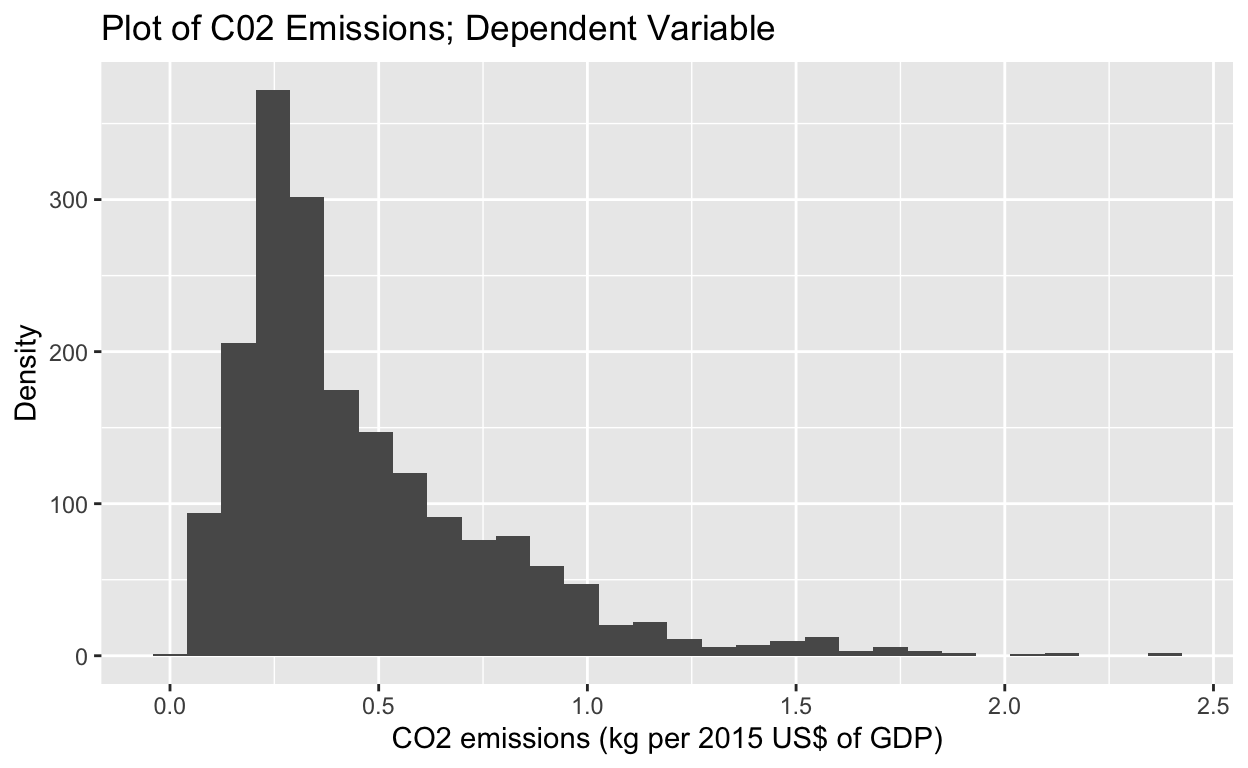 Plot of C02 Emissions; Dependent Variable
Density
300
200
100
0
0.0 0.5 1.0 1.5 2.0 2.5
CO2 emissions (kg per 2015 US$ of GDP)